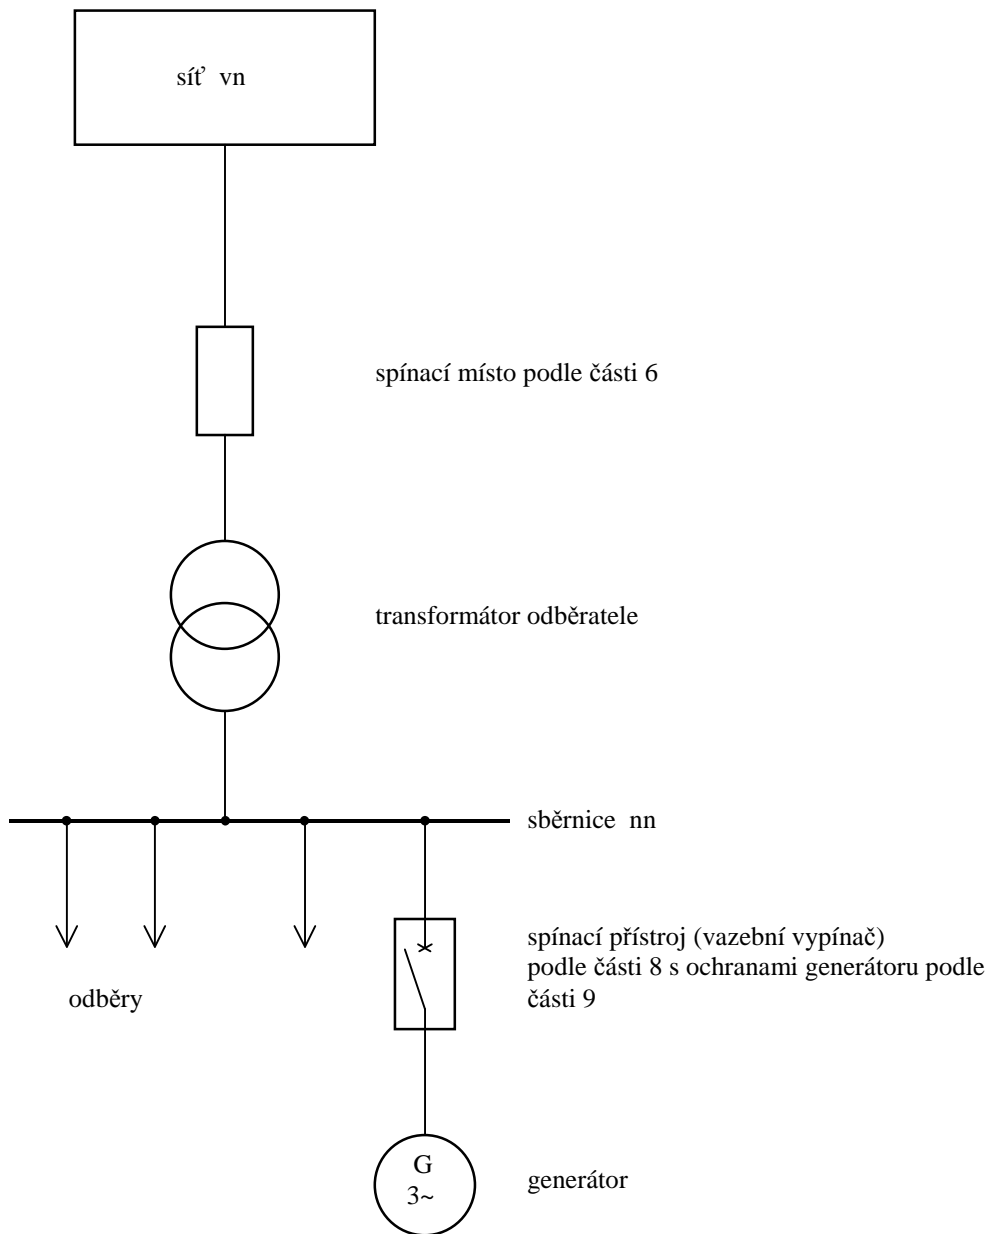 síť vn
spínací místo podle části 6
transformátor odběratele
sběrnice nn
spínací přístroj (vazební vypínač)
podle části 8 s ochranami generátoru podle
části 9
odběry
G
3~
generátor